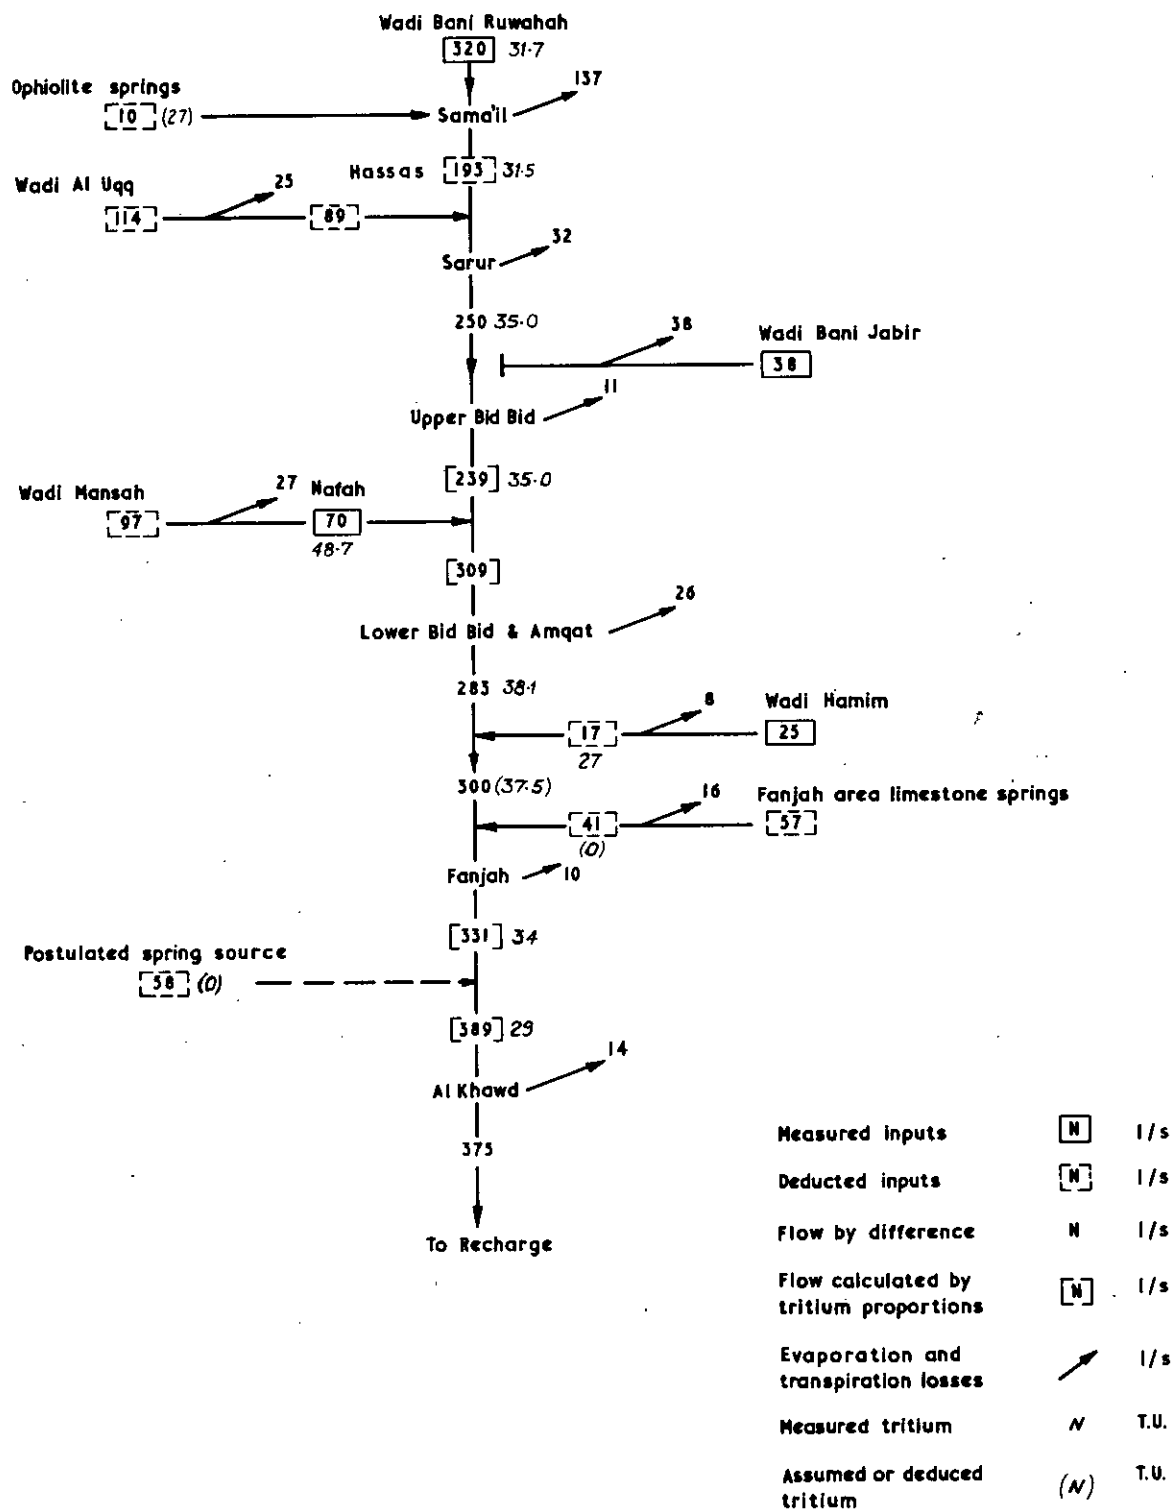 Wadi Bani Ruwahah
320 31·7
137
Ophiolite springs
10 (27)
Sama'il
Hassas 193 31·5
Wadi Al Uqq
25
114
89
32
Sarur
250 35·0
38
Wadi Bani Jabir
38
11
Upper Bid Bid
[239] 35·0
Wadi Mansah
27 Nafah
97
70
48·7
[309]
26
Lower Bid Bid & Amqat
283 38·1
8
Wadi Hamim
17
25
27
300 (37·5)
16
Fanjah area limestone springs
41
57
(0)
Fanjah
10
[331] 34
Postulated spring source
58 (0)
[389] 29
14
Al Khawd
375
To Recharge
Measured inputs N l/s
Deducted inputs N l/s
Flow by difference N l/s
Flow calculated by [N] l/s
tritium proportions
Evaporation and l/s
transpiration losses
Measured tritium N T.U.
Assumed or deduced (N) T.U.
tritium